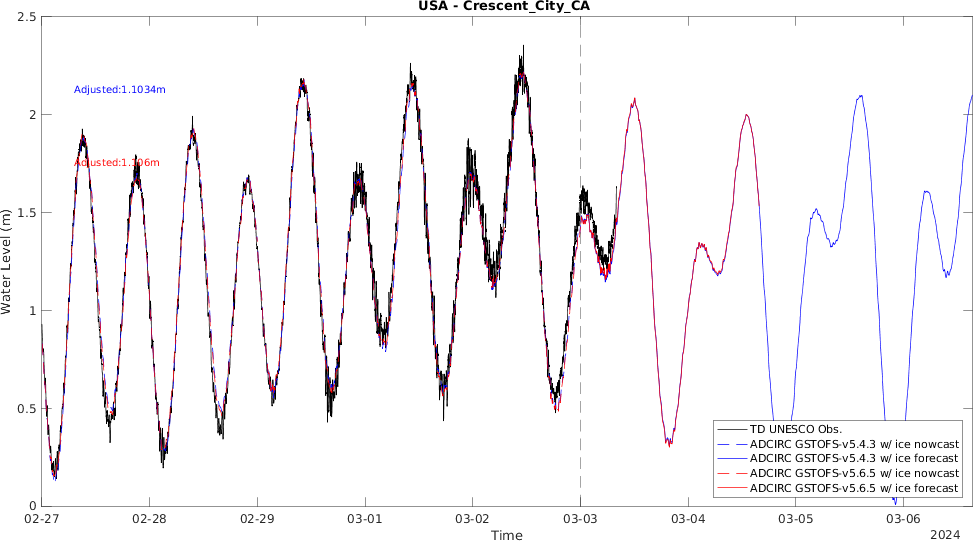 USA - Crescent_City_CA
2.5
2
1.5
1
0.5
0
Water Level (m)
Adjusted:1.1034m
Adjusted:1.106m
02-27
02-28
02-29
03-01
03-02
03-03
03-04
03-05
03-06
Time
2024
TD UNESCO Obs.
ADCIRC GSTOFS-v5.4.3 w/ ice nowcast
ADCIRC GSTOFS-v5.4.3 w/ ice forecast
ADCIRC GSTOFS-v5.6.5 w/ ice nowcast
ADCIRC GSTOFS-v5.6.5 w/ ice forecast